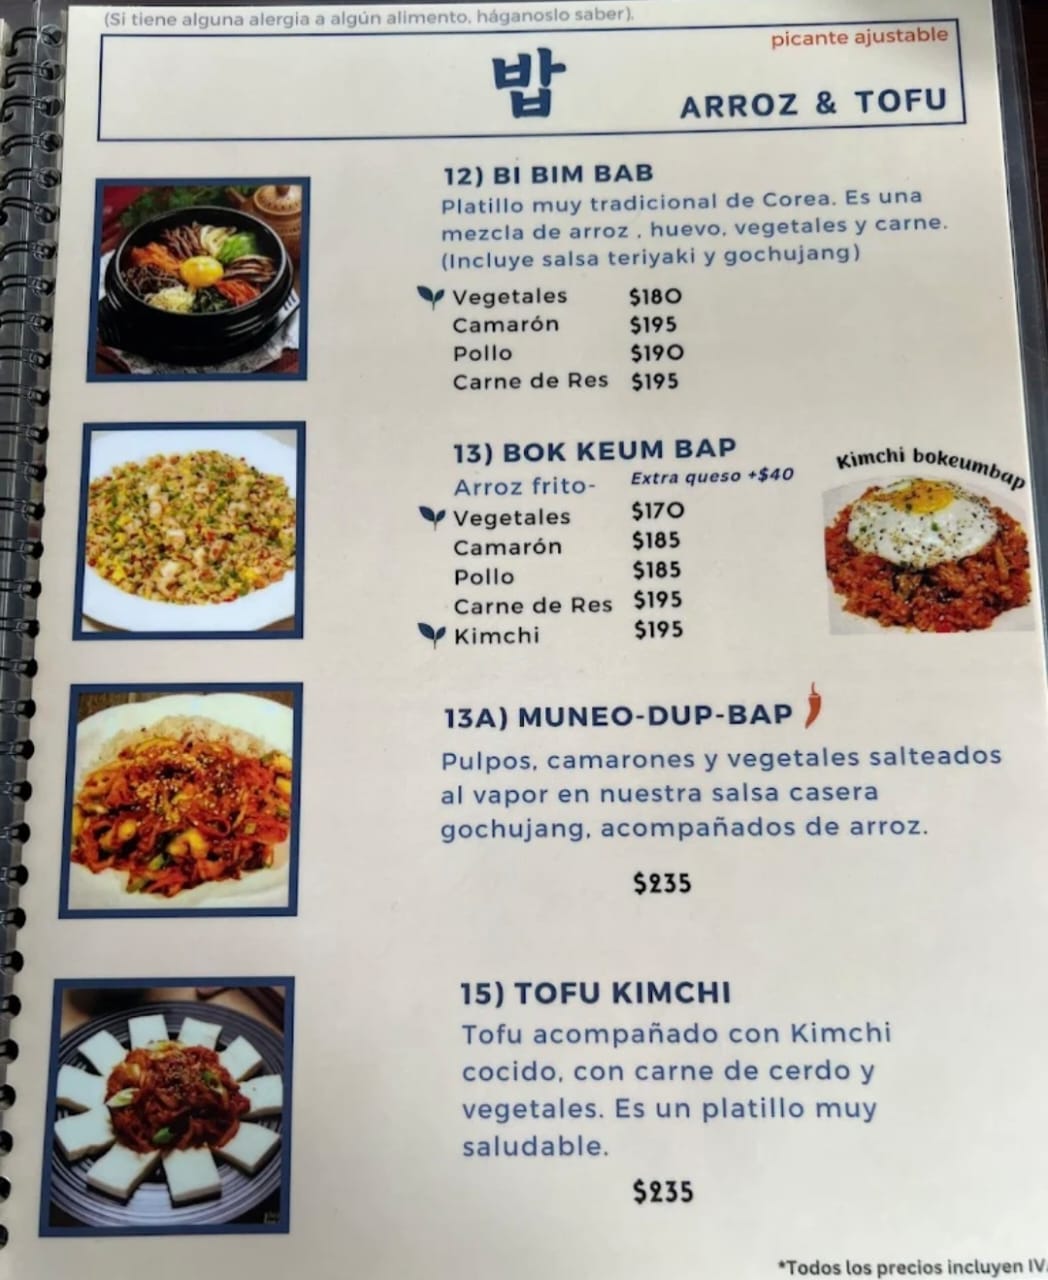 (Si tiene alguna alergia a algún alimento, háganoslo saber).
picante ajustable
밥
ARROZ & TOFU
12) BI BIM BAB
Platillo muy tradicional de Corea. Es una
mezcla de arroz , huevo, vegetales y carne.
(Incluye salsa teriyaki y gochujang)
Vegetales $180
Camarón $195
Pollo $190
Carne de Res $195
13) BOK KEUM BAP
Arroz frito- Extra queso +$40
Vegetales $170
Camarón $185
Pollo $185
Carne de Res $195
Kimchi $195
Kimchi bokeumbap
13A) MUNEO-DUP-BAP
Pulpos, camarones y vegetales salteados
al vapor en nuestra salsa casera
gochujang, acompañados de arroz.
$235
15) TOFU KIMCHI
Tofu acompañado con Kimchi
cocido, con carne de cerdo y
vegetales. Es un platillo muy
saludable.
$235
*Todos los precios incluyen IV